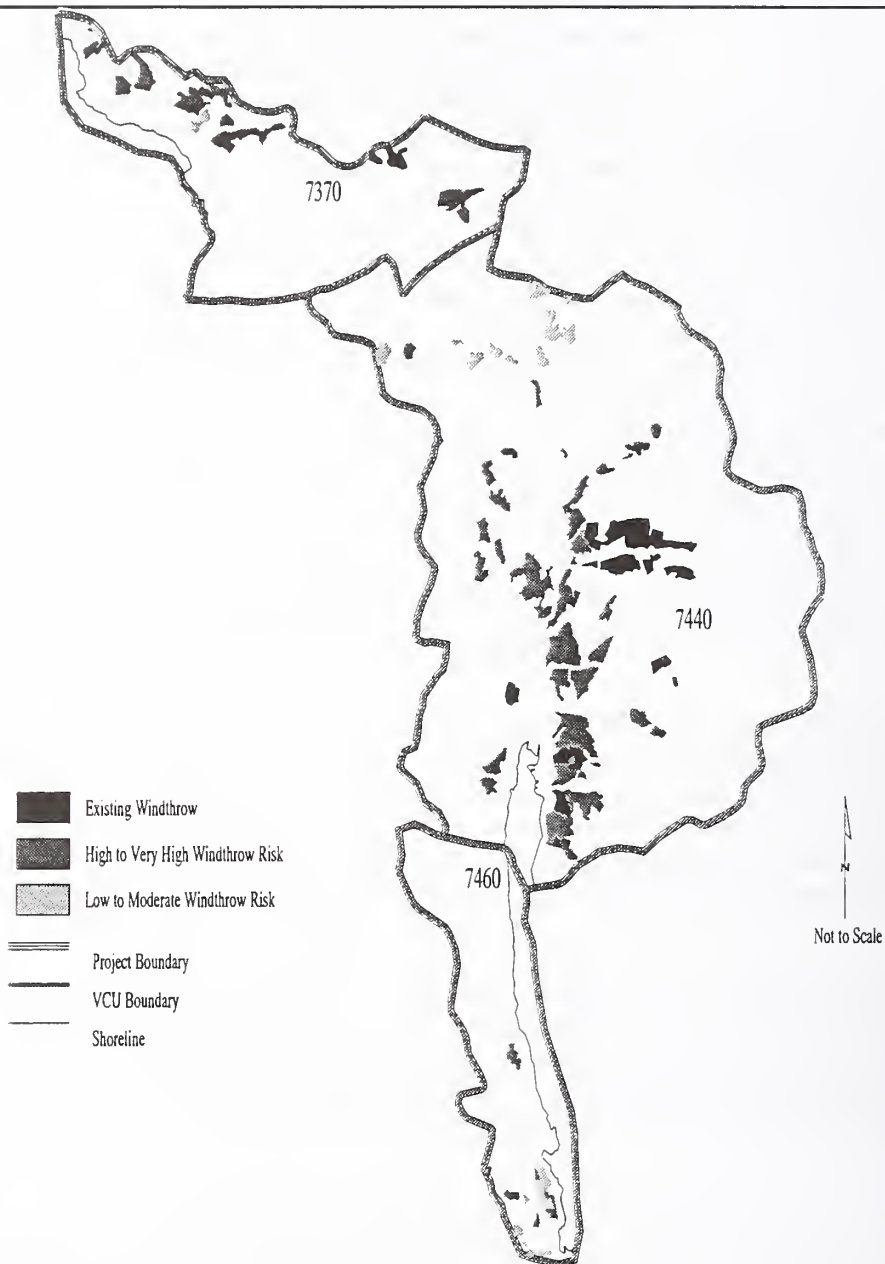 7370
7440
7460
Existing Windthrow
High to Very High Windthrow Risk
Low to Moderate Windthrow Risk
Project Boundary
VCU Boundary
Shoreline
N
Not to Scale